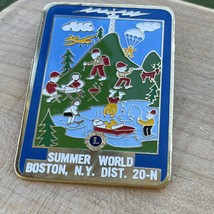 L
SUMMER WORLD
BOSTON, N.Y. DIST. 20-N